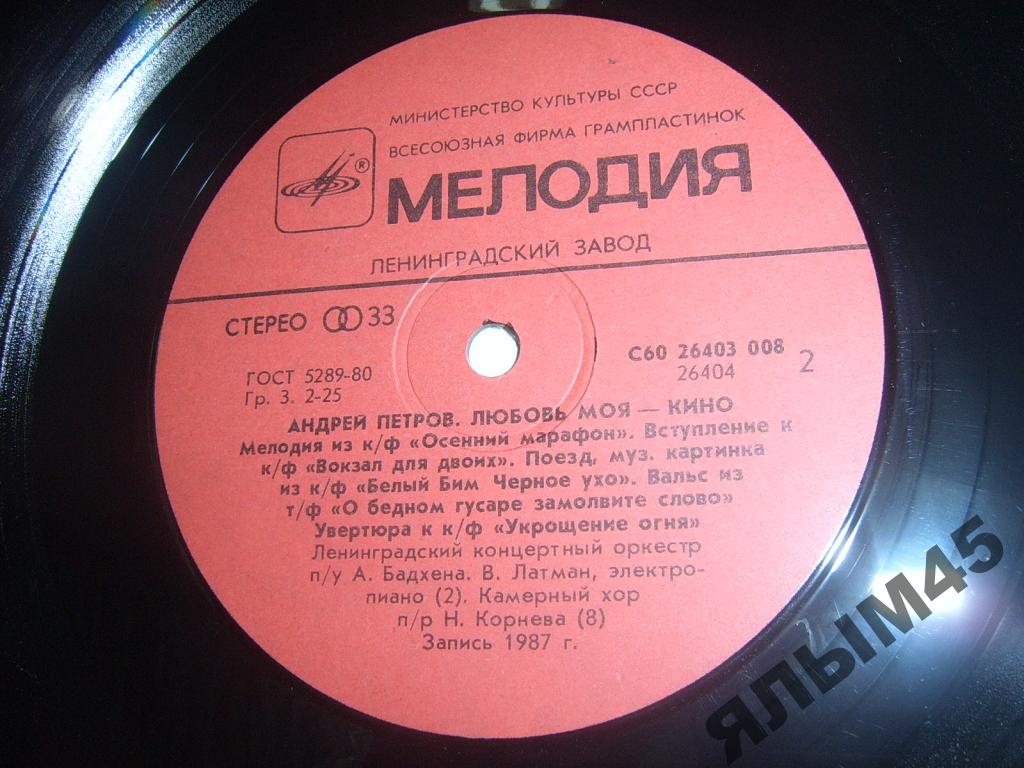 МИНИСТЕРСТВО КУЛЬТУРЫ СССР
ВСЕСОЮЗНАЯ ФИРМА ГРАМПЛАСТИНОК
®
МЕЛОДИЯ
ЛЕНИНГРАДСКИЙ ЗАВОД
СТЕРЕО 33
ГОСТ 5289-80
Гр. 3. 2-25
С60 26403 008
26404
2
АНДРЕЙ ПЕТРОВ. ЛЮБОВЬ МОЯ — КИНО
Мелодия из к/ф «Осенний марафон». Вступление к
к/ф «Вокзал для двоих». Поезд, муз. картинка
из к/ф «Белый Бим Черное ухо». Вальс из
т/ф «О бедном гусаре замолвите слово»
Увертюра к к/ф «Укрощение огня»
Ленинградский концертный оркестр
п/у А. Бадхена. В. Латман, электро-
пиано (2). Камерный хор
п/р Н. Корнева (8)
Запись 1987 г.
ЯЛЫМ45